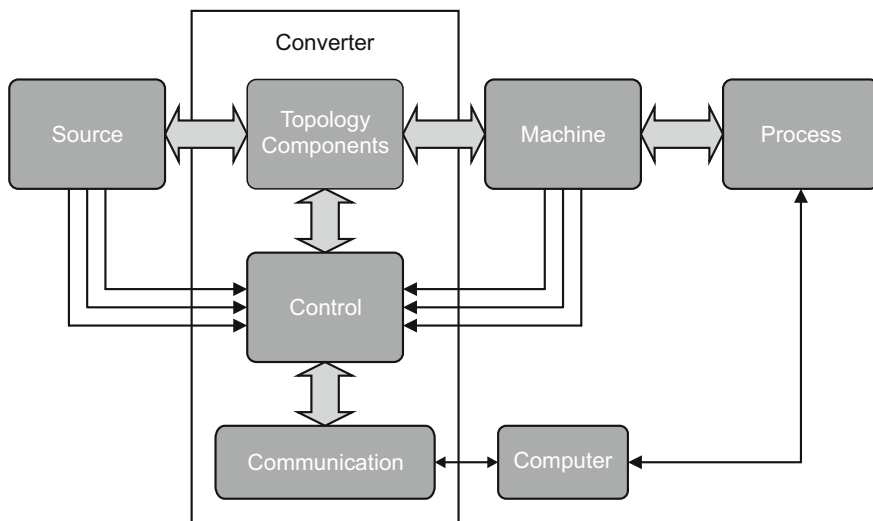 Converter
Source
Topology
Components
Machine
Process
Control
Communication
Computer